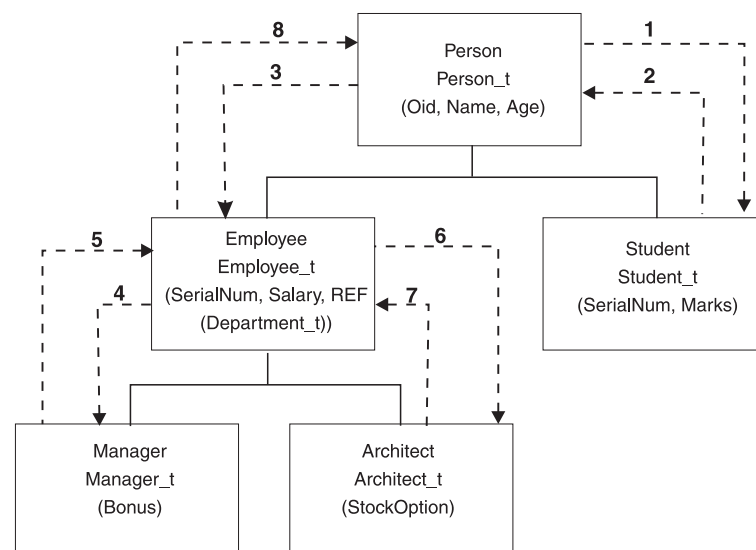 8
1
Person
Person_t
(Oid, Name, Age)
3
2
5
Employee
Employee_t
(SerialNum, Salary, REF
(Department_t))
6
4
7
Student
Student_t
(SerialNum, Marks)
Manager
Manager_t
(Bonus)
Architect
Architect_t
(StockOption)